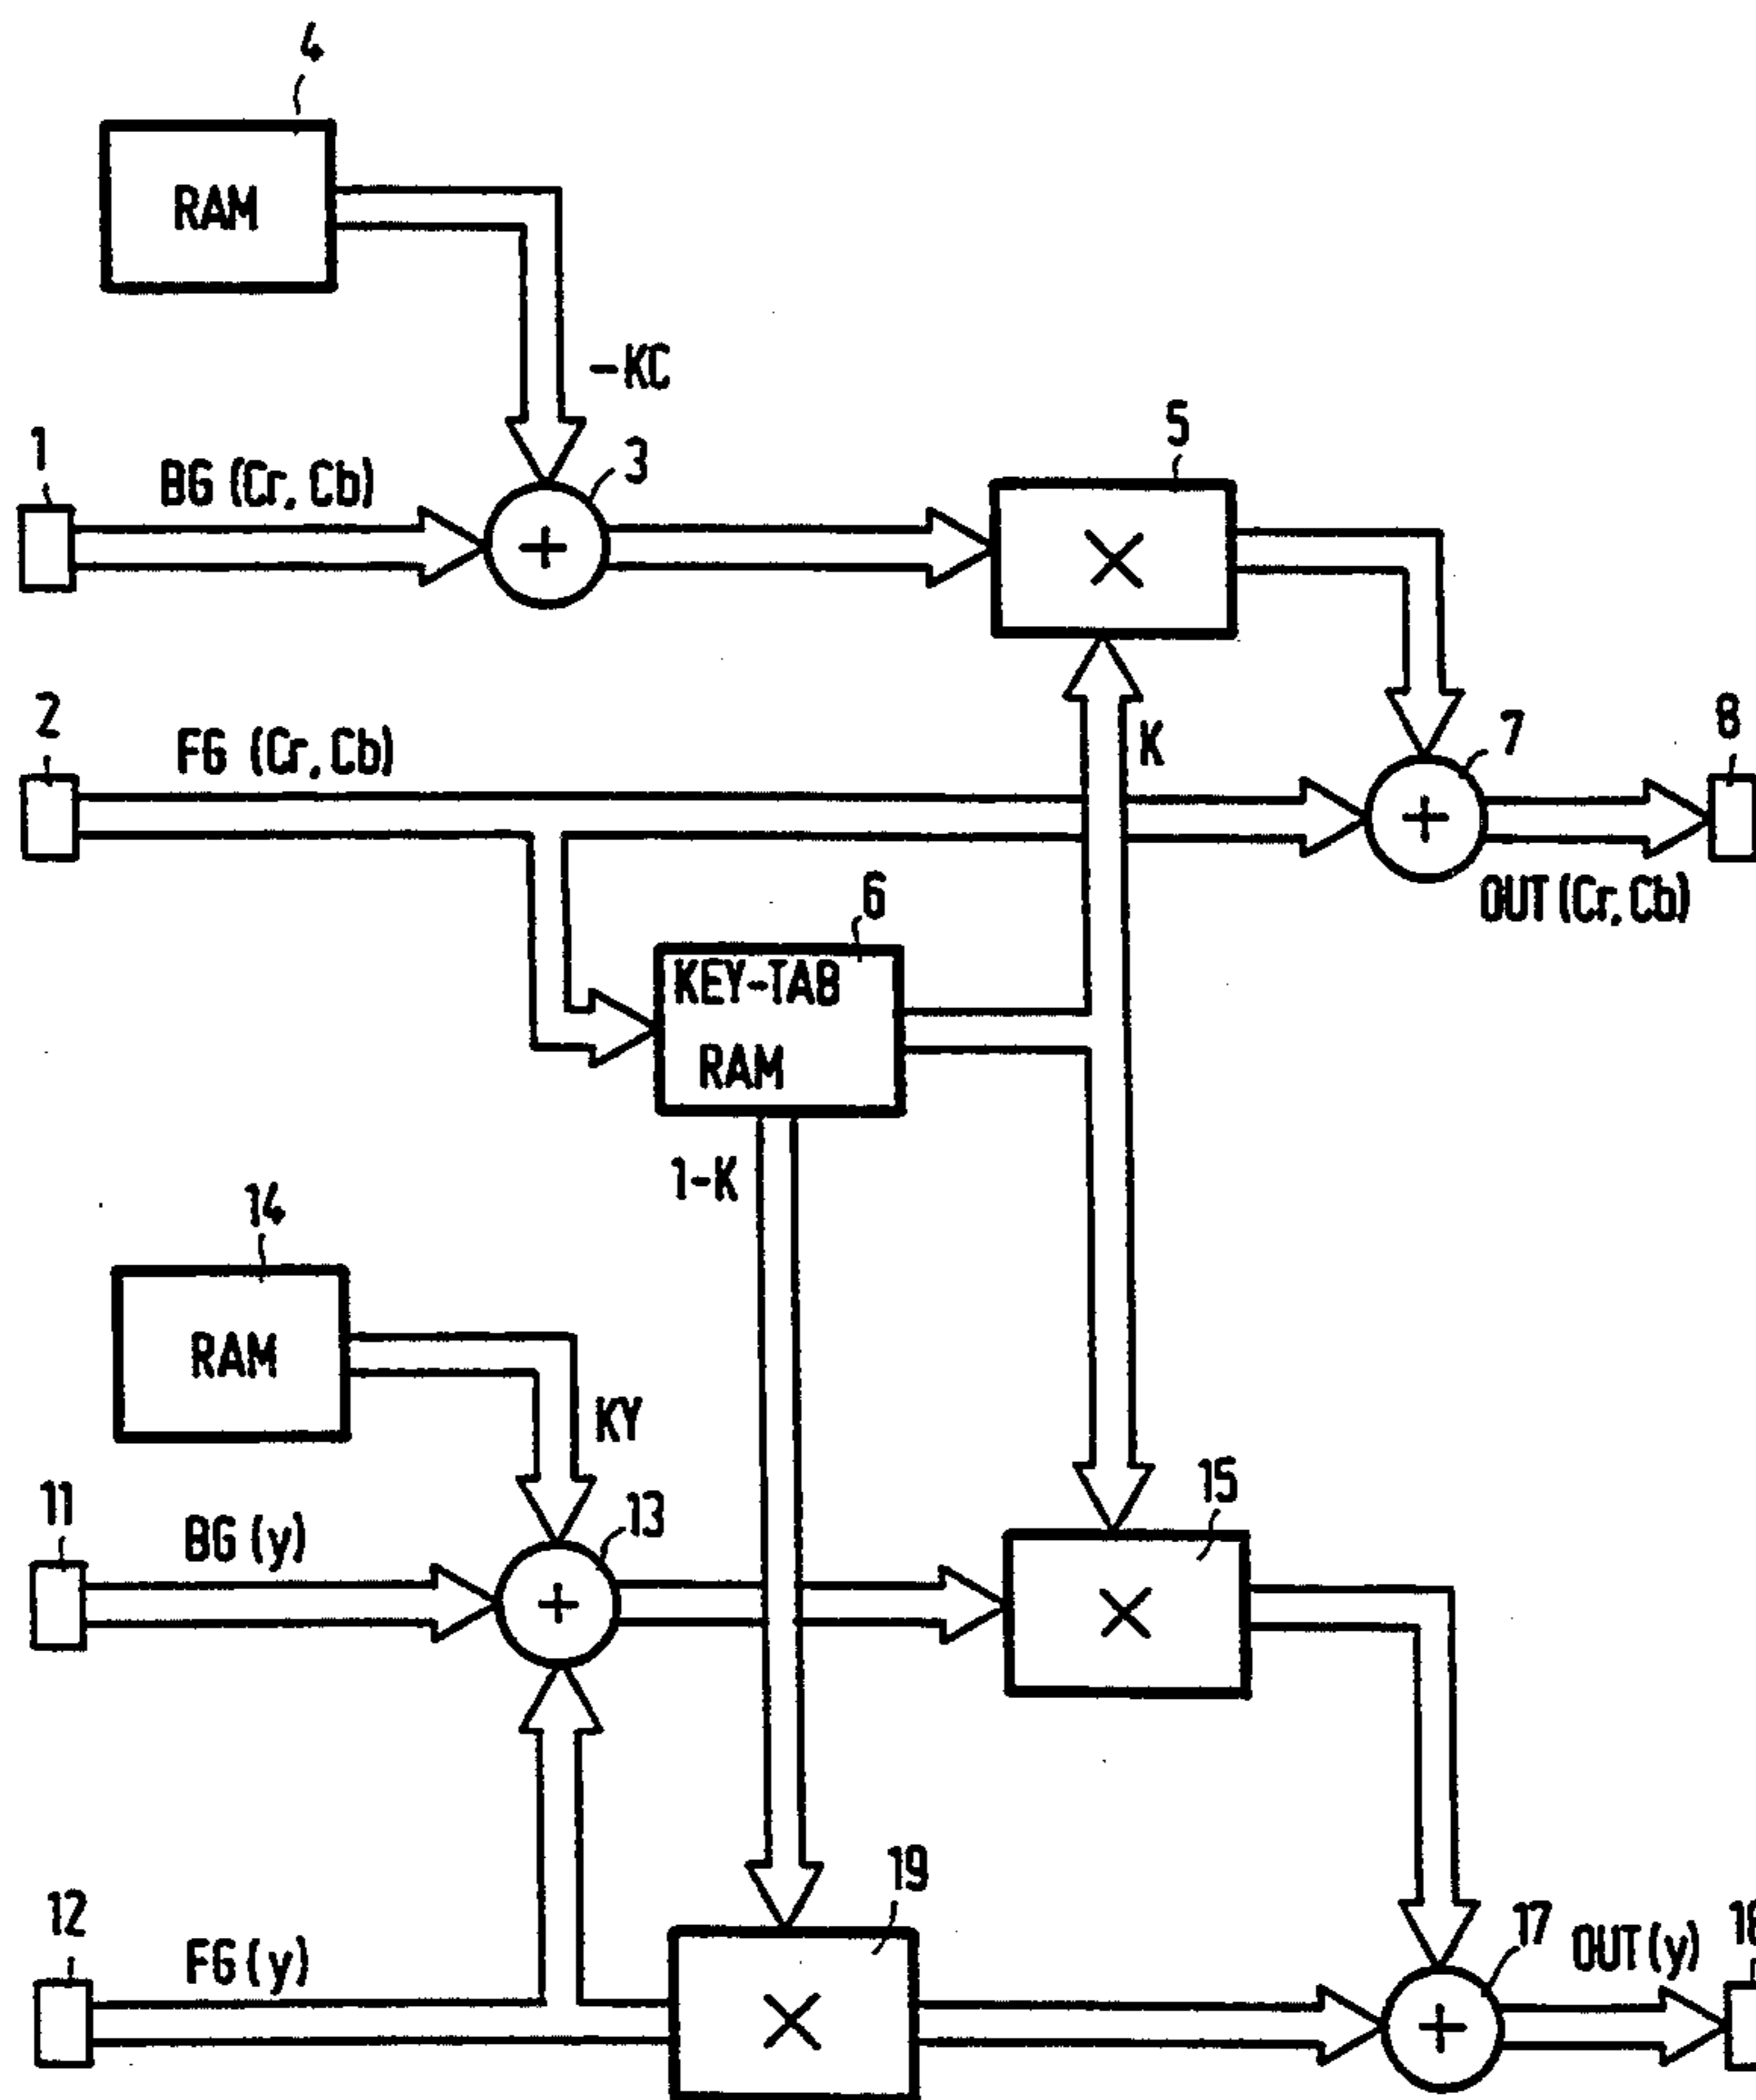 4
RAM
-KC
1
BG (Cr, Cb)
3
+
5
×
2
FG (Cr, Cb)
K
7
+
8
OUT (Cr, Cb)
6
KEY-TAB
RAM
1-K
14
RAM
KY
11
BG (y)
13
+
15
×
12
FG (y)
19
×
17
+
OUT (y)